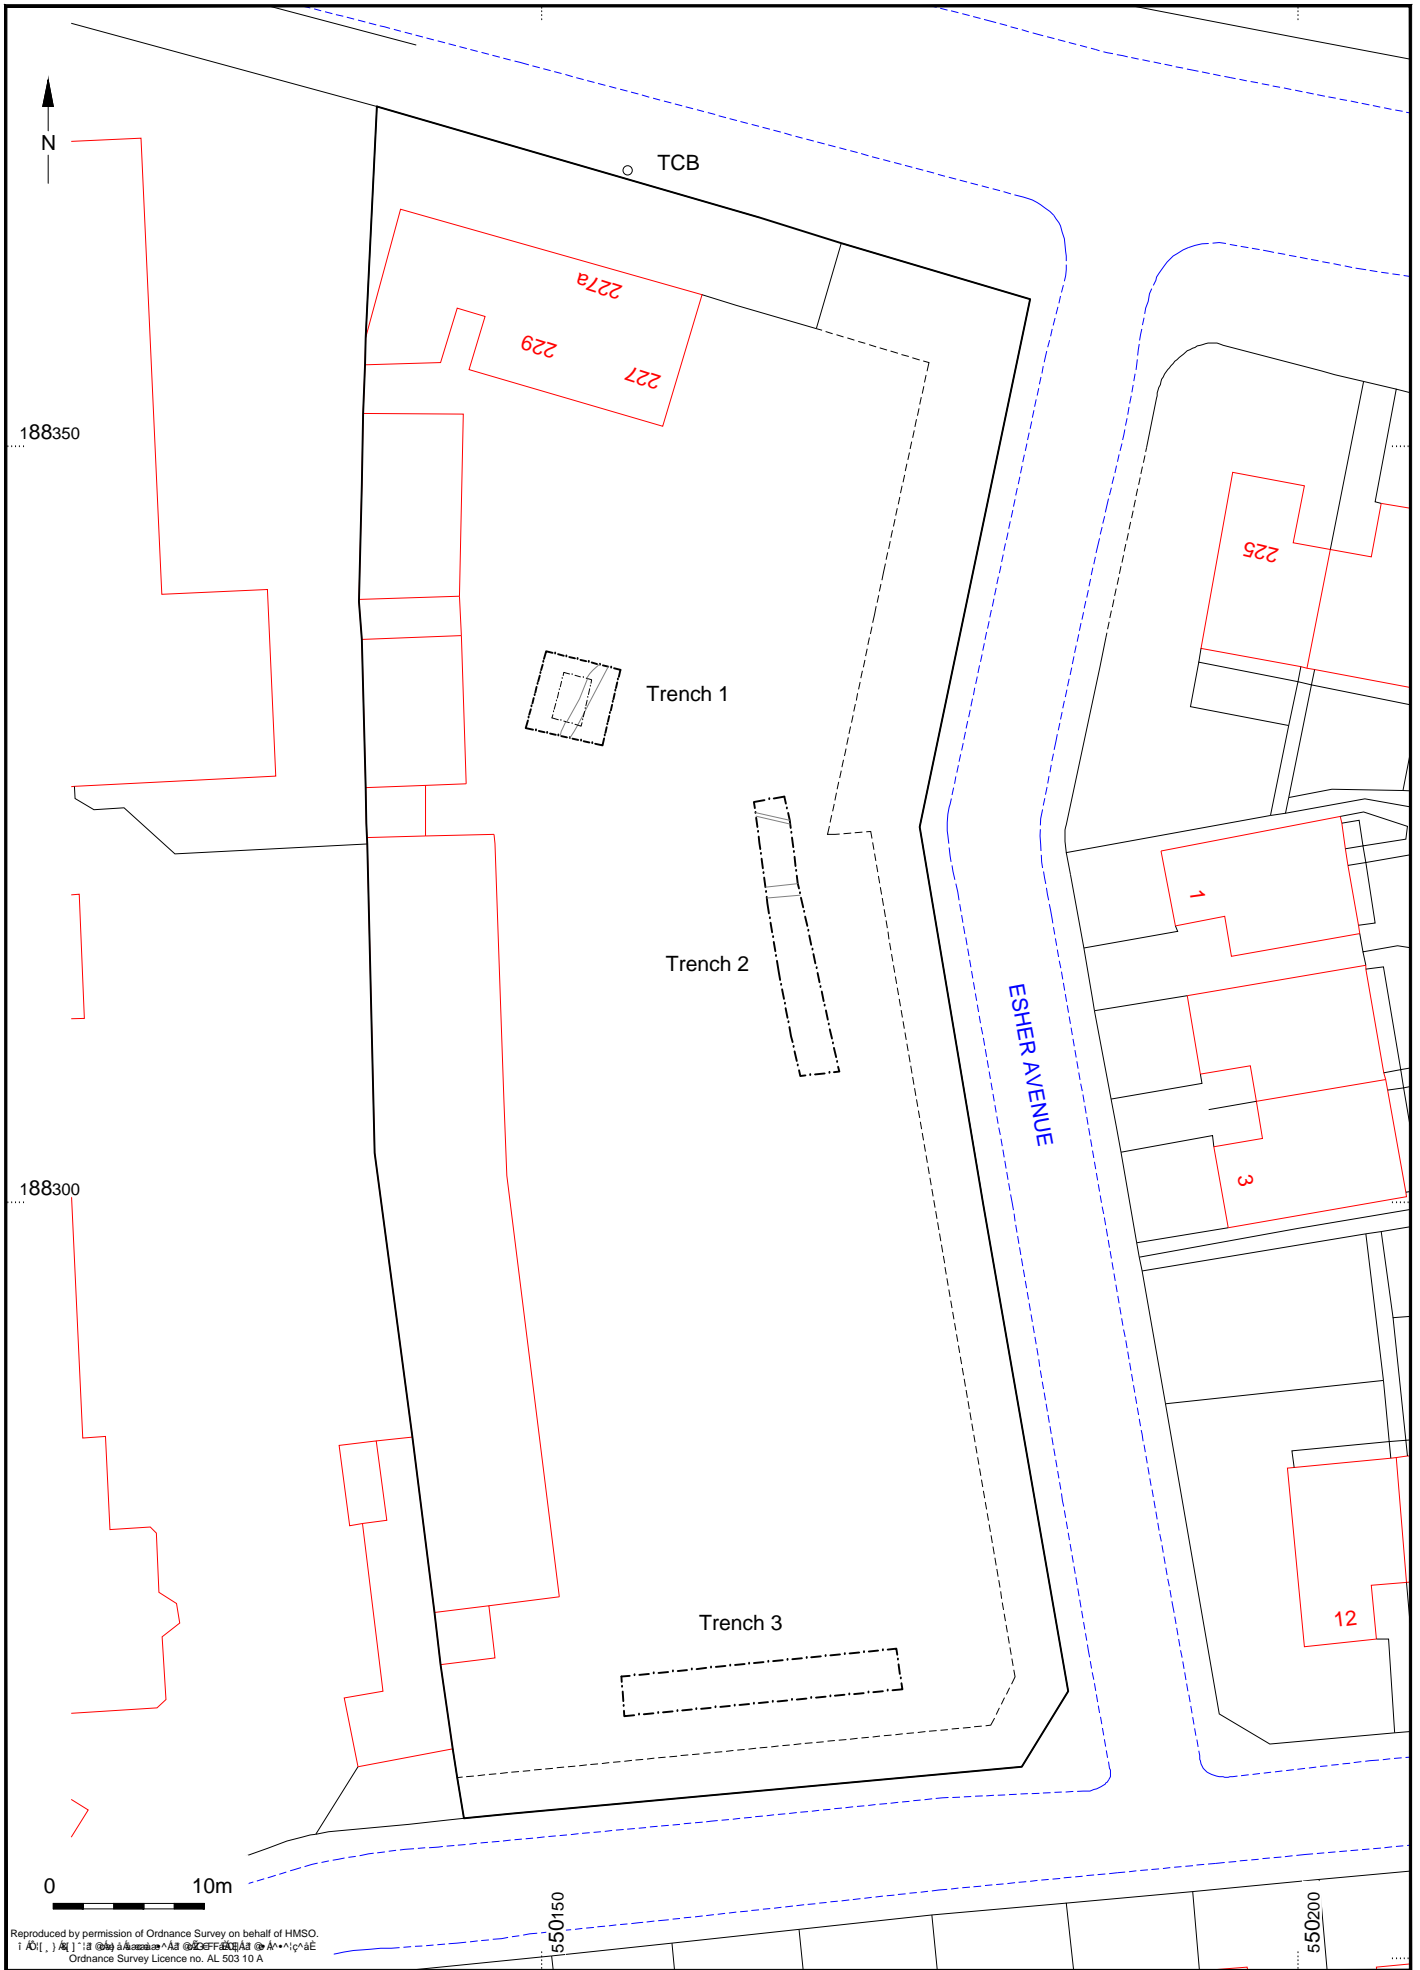 N
TCB
227a
229
227
188350
225
Trench 1
1
Trench 2
ESHER AVENUE
188300
3
Trench 3
12
0 10m
550150
550200
Reproduced by permission of Ordnance Survey on behalf of HMSO.
Ordnance Survey Licence no. AL 503 10 A